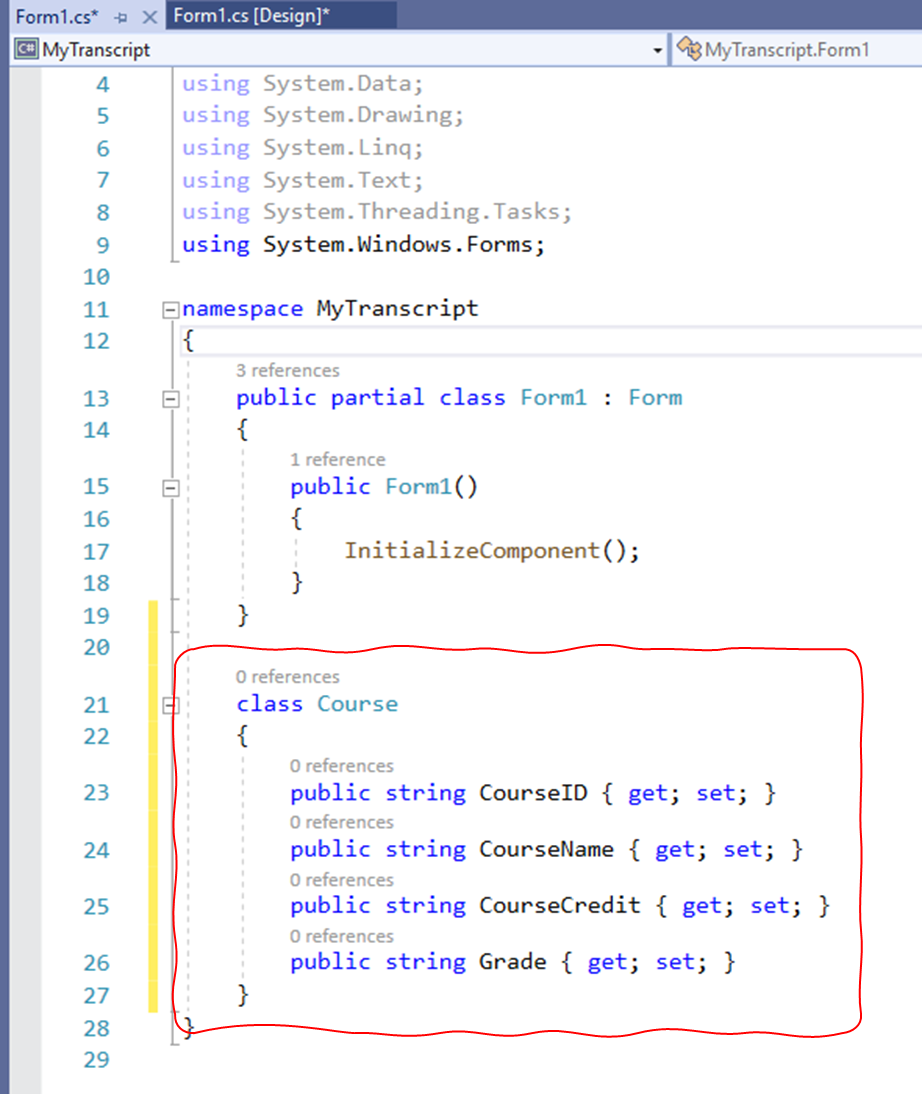 Form1.cs* Form1.cs [Design]*
C# MyTranscript MyTranscript.Form1
4 using System.Data;
5 using System.Drawing;
6 using System.Linq;
7 using System.Text;
8 using System.Threading.Tasks;
9 using System.Windows.Forms;
10
11 namespace MyTranscript
12 {
3 references
13 public partial class Form1 : Form
14 {
1 reference
15 public Form1()
16 {
17 InitializeComponent();
18 }
19 }
20
0 references
21 class Course
22 {
0 references
23 public string CourseID { get; set; }
0 references
24 public string CourseName { get; set; }
0 references
25 public string CourseCredit { get; set; }
0 references
26 public string Grade { get; set; }
27 }
28 }
29